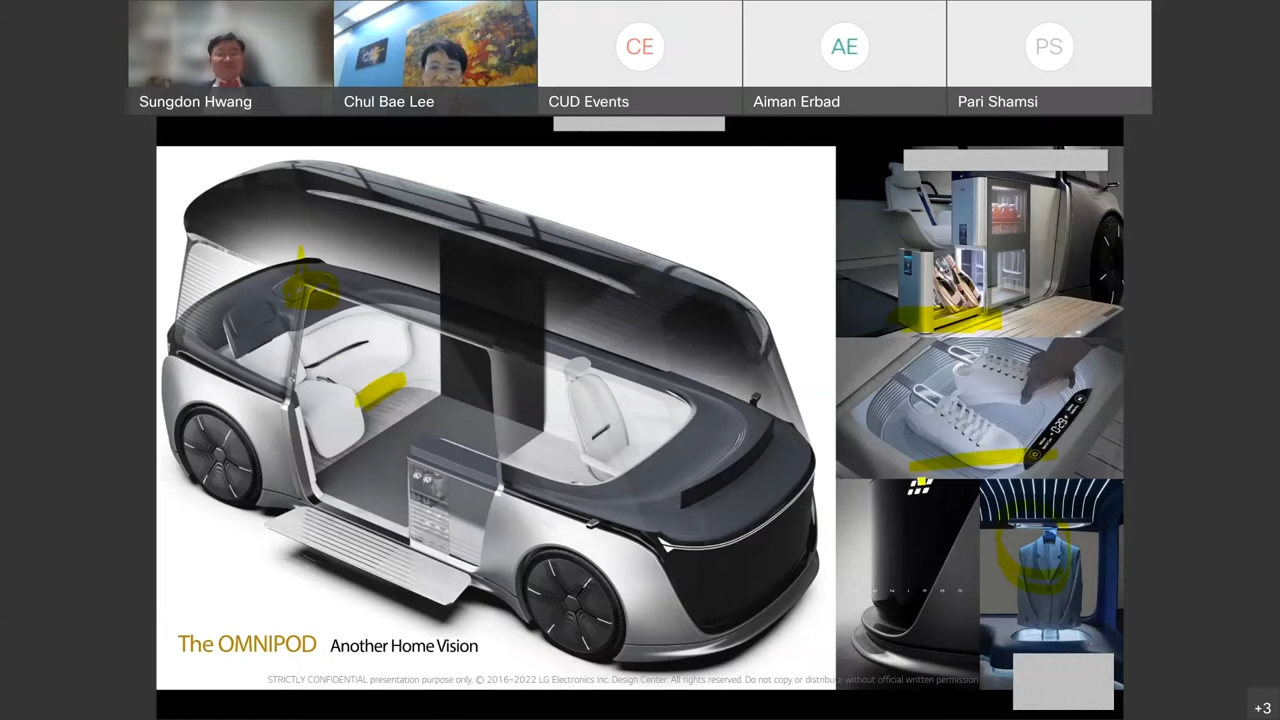 CE
AE
PS
Sungdon Hwang
Chul Bae Lee
CUD Events
Aiman Erbad
Pari Shamsi
OMNIPOD
The OMNIPOD Another Home Vision
STRICTLY CONFIDENTIAL presentation purpose only. © 2016-2022 LG Electronics Inc. Design Center. All rights reserved. Do not copy or distribute without official written permission
+3